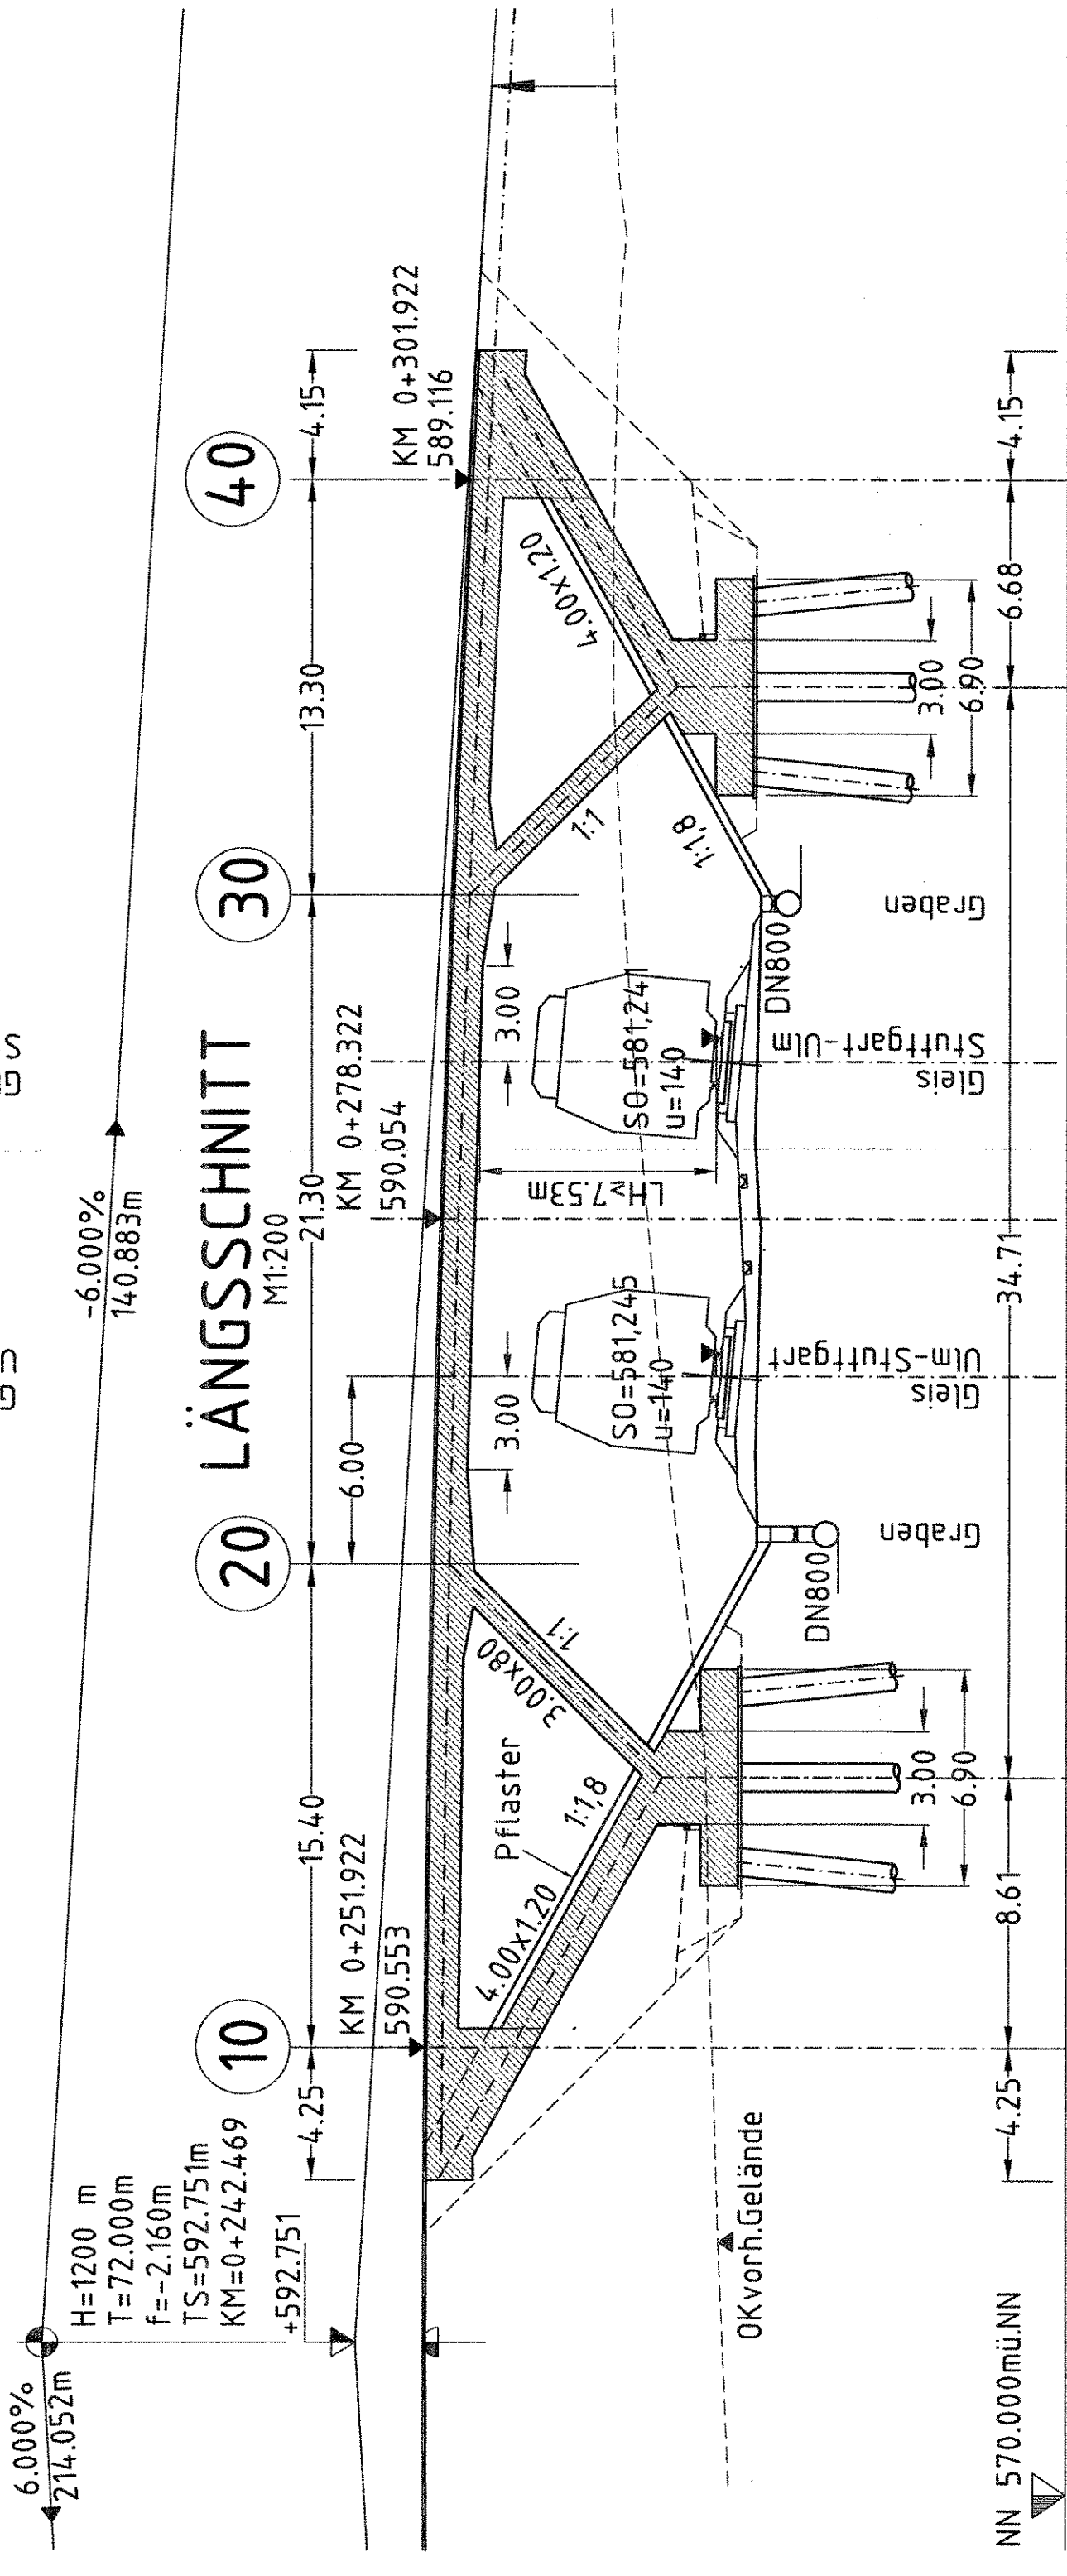 6.000%
214.052m
H=1200 m
T=72.000m
f=-2.160m
TS=592.751m
KM=0+242.469
+592.751
-6.000%
140.883m
LÄNGSSCHNITT
M1:200
10
20
30
40
4.25
15.40
21.30
13.30
4.15
KM 0+251.922
590.553
6.00
KM 0+278.322
590.054
KM 0+301.922
589.116
3.00
3.00
4.00x1.20
Pflaster
1:1,8
3.00x80
1:1
SO=581,245
u=140
LH≥7.53m
SO=581,241
u=140
1:1
1:1,8
4.00x1.20
OKvorh.Gelände
DN800
Graben
Gleis
Ulm-Stuttgart
Gleis
Stuttgart-Ulm
DN800
Graben
3.00
6.90
3.00
6.90
4.25
8.61
34.71
6.68
4.15
NN 570.000mü.NN